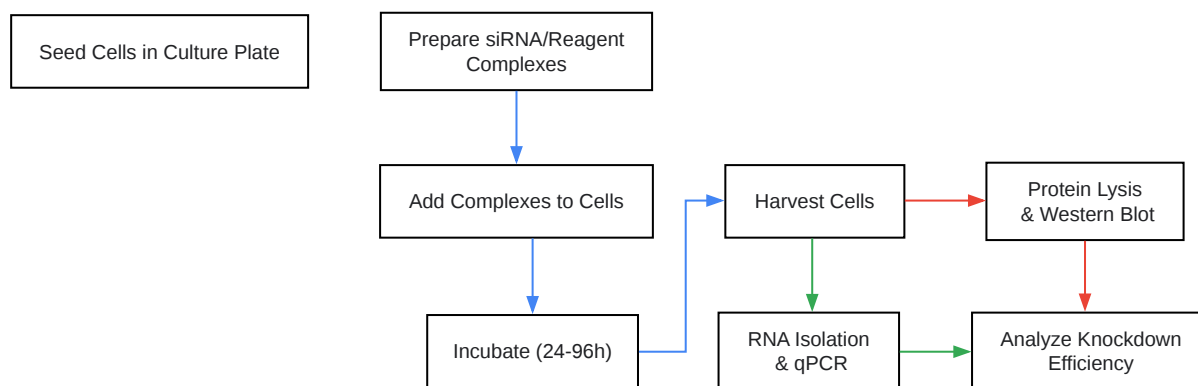 Seed Cells in Culture Plate
Prepare siRNA/Reagent
Complexes
Add Complexes to Cells
Harvest Cells
Protein Lysis
& Western Blot
Incubate (24-96h)
RNA Isolation
& qPCR
Analyze Knockdown
Efficiency